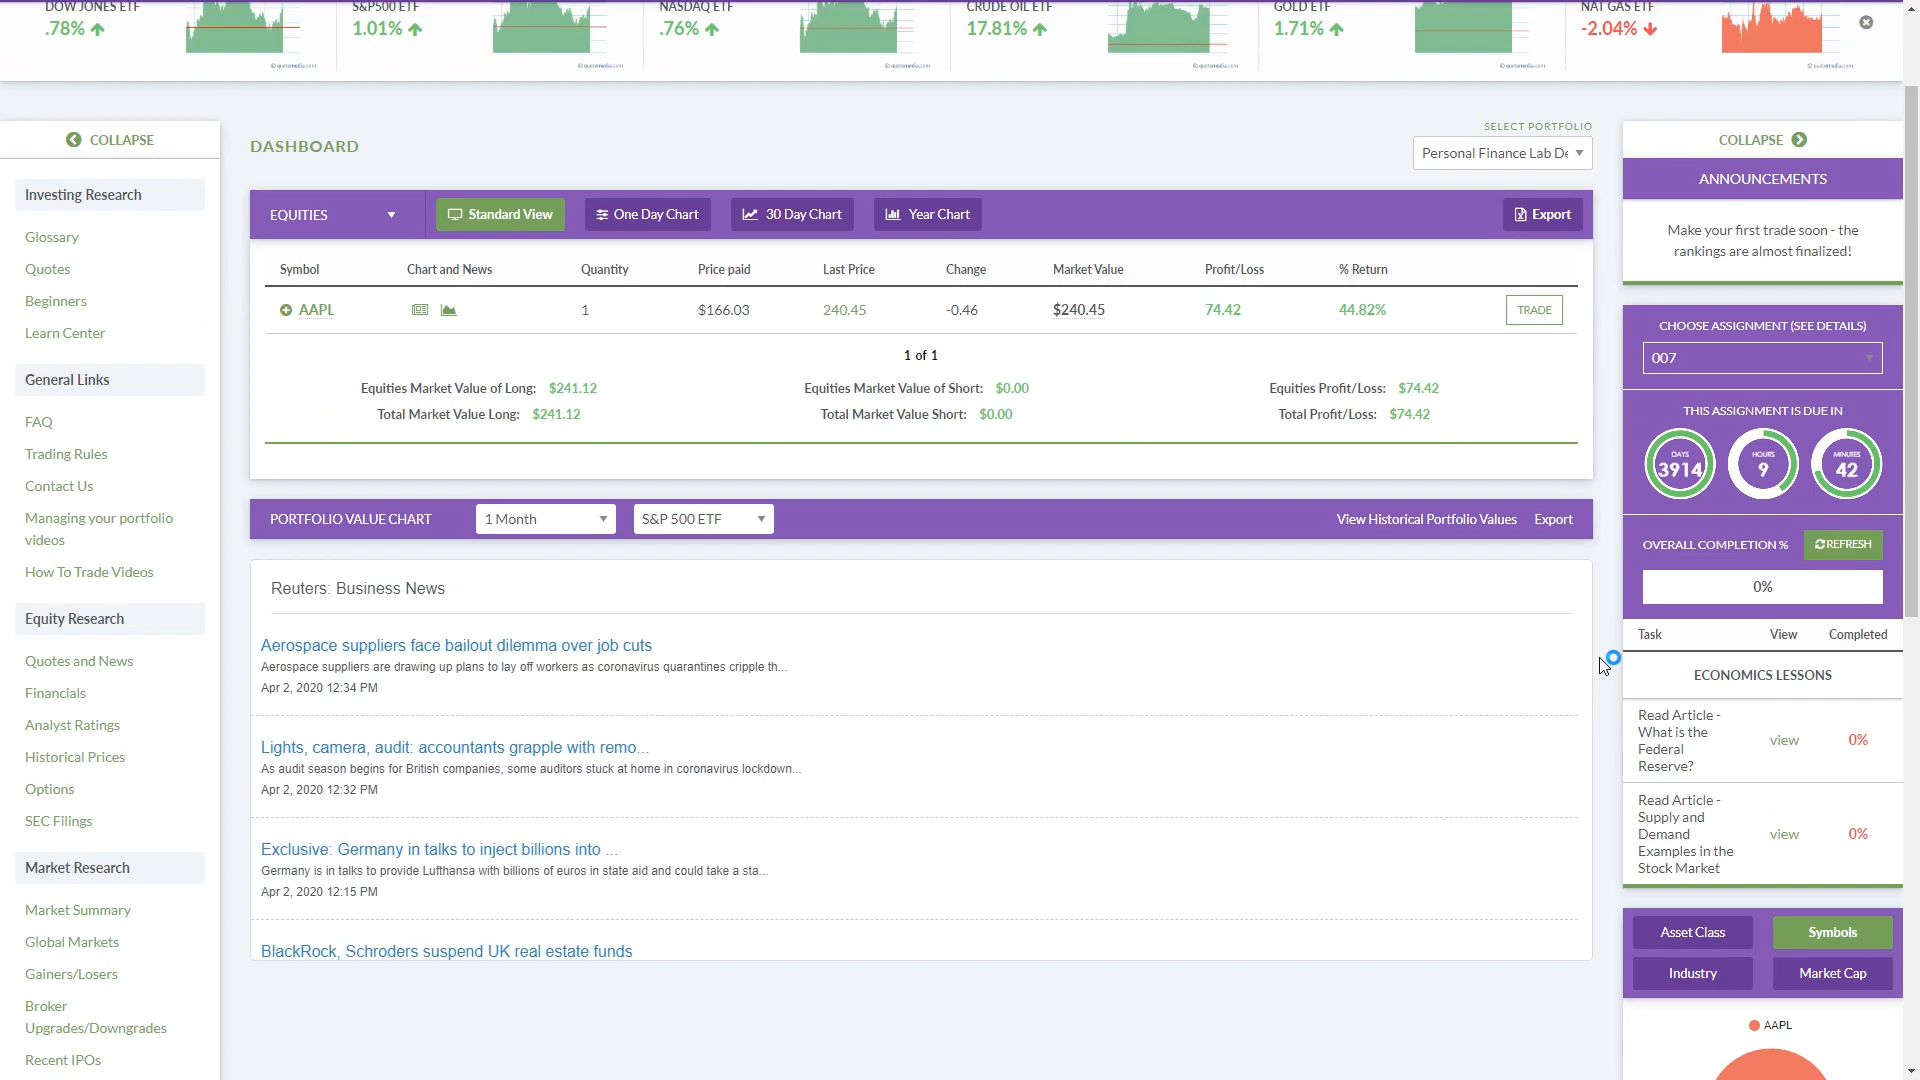 DOW JONES ETF
.78%
© quotemedia.com
S&P500 ETF
1.01%
© quotemedia.com
NASDAQ ETF
.76%
© quotemedia.com
CRUDE OIL ETF
17.81%
© quotemedia.com
GOLD ETF
1.71%
© quotemedia.com
NAT GAS ETF
-2.04%
© quotemedia.com
COLLAPSE
Investing Research
Glossary
Quotes
Beginners
Learn Center
General Links
FAQ
Trading Rules
Contact Us
Managing your portfolio
videos
How To Trade Videos
Equity Research
Quotes and News
Financials
Analyst Ratings
Historical Prices
Options
SEC Filings
Market Research
Market Summary
Global Markets
Gainers/Losers
Broker
Upgrades/Downgrades
Recent IPOs
DASHBOARD
SELECT PORTFOLIO
Personal Finance Lab De
EQUITIES
Standard View
One Day Chart
30 Day Chart
Year Chart
Export
Symbol Chart and News Quantity Price paid Last Price Change Market Value Profit/Loss % Return
AAPL 1 $166.03 240.45 -0.46 $240.45 74.42 44.82% TRADE
1 of 1
Equities Market Value of Long: $241.12 Equities Market Value of Short: $0.00 Equities Profit/Loss: $74.42
Total Market Value Long: $241.12 Total Market Value Short: $0.00 Total Profit/Loss: $74.42
PORTFOLIO VALUE CHART 1 Month S&P 500 ETF View Historical Portfolio Values Export
Reuters: Business News
Aerospace suppliers face bailout dilemma over job cuts
Aerospace suppliers are drawing up plans to lay off workers as coronavirus quarantines cripple th...
Apr 2, 2020 12:34 PM
Lights, camera, audit: accountants grapple with remo...
As audit season begins for British companies, some auditors stuck at home in coronavirus lockdown...
Apr 2, 2020 12:32 PM
Exclusive: Germany in talks to inject billions into ...
Germany is in talks to provide Lufthansa with billions of euros in state aid and could take a sta...
Apr 2, 2020 12:15 PM
BlackRock, Schroders suspend UK real estate funds
COLLAPSE
ANNOUNCEMENTS
Make your first trade soon - the
rankings are almost finalized!
CHOOSE ASSIGNMENT (SEE DETAILS)
007
THIS ASSIGNMENT IS DUE IN
DAYS
3914
HOURS
9
MINUTES
42
OVERALL COMPLETION % REFRESH
0%
Task View Completed
ECONOMICS LESSONS
Read Article -
What is the
Federal
Reserve?
view 0%
Read Article -
Supply and
Demand
Examples in the
Stock Market
view 0%
Asset Class Symbols
Industry Market Cap
AAPL